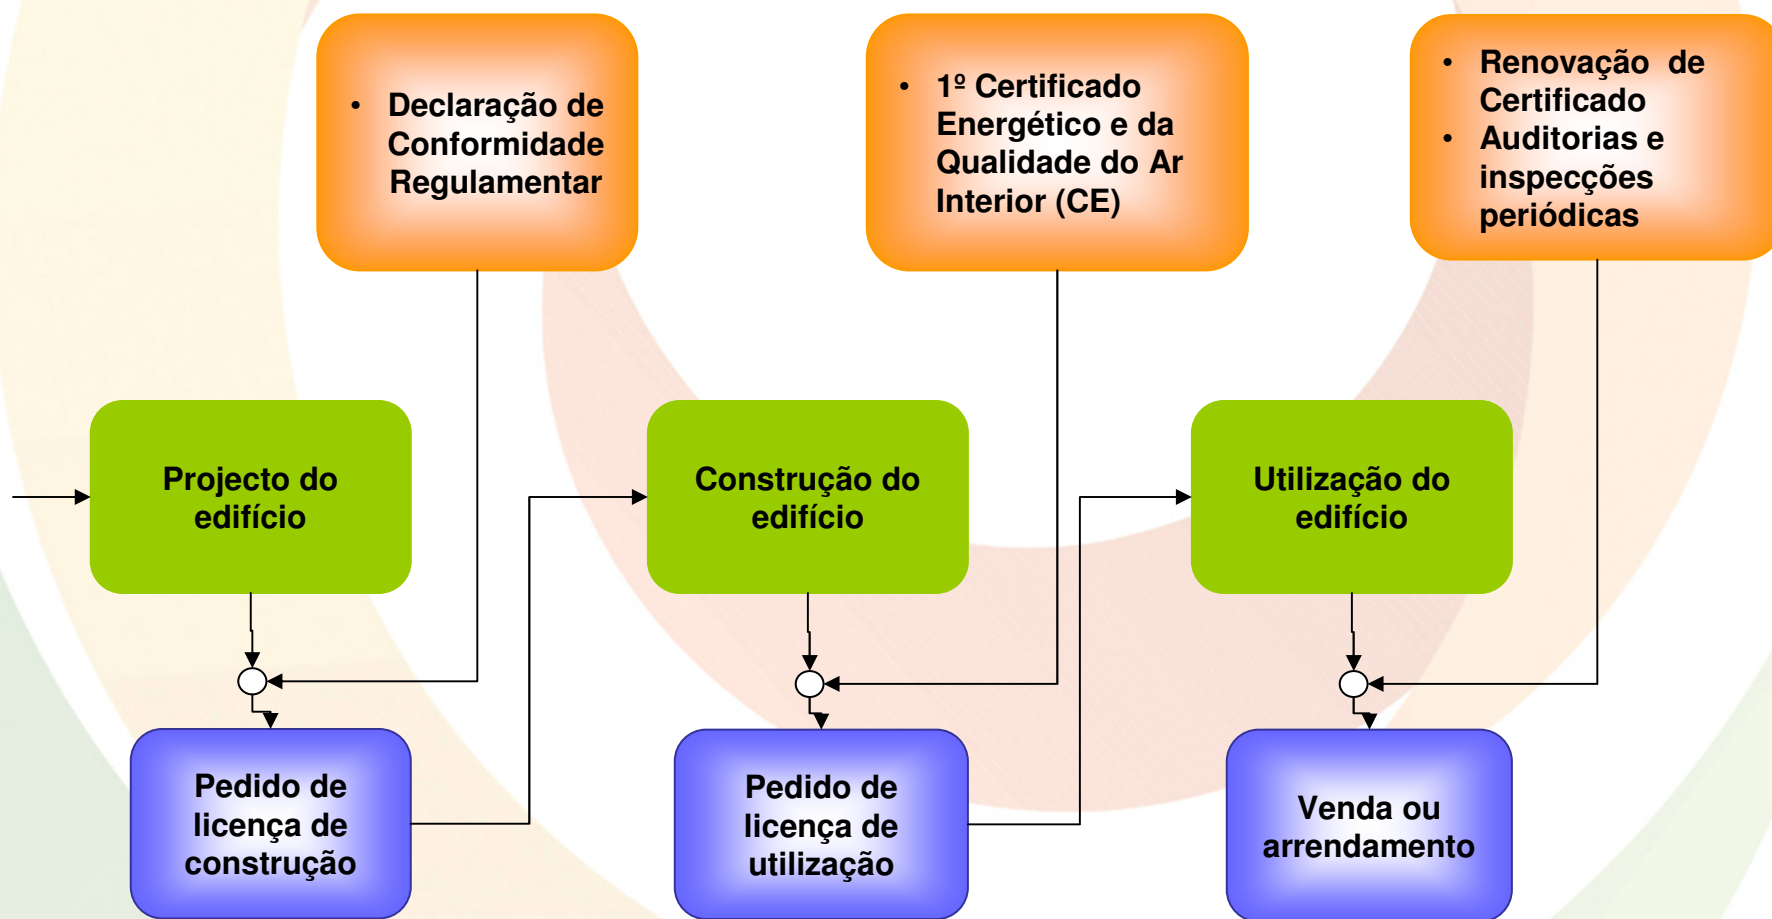 • Declaração de
Conformidade
Regulamentar
• 1º Certificado
Energético e da
Qualidade do Ar
Interior (CE)
• Renovação de
Certificado
• Auditorias e
inspecções
periódicas
Projecto do
edifício
Construção do
edifício
Utilização do
edifício
Pedido de
licença de
construção
Pedido de
licença de
utilização
Venda ou
arrendamento